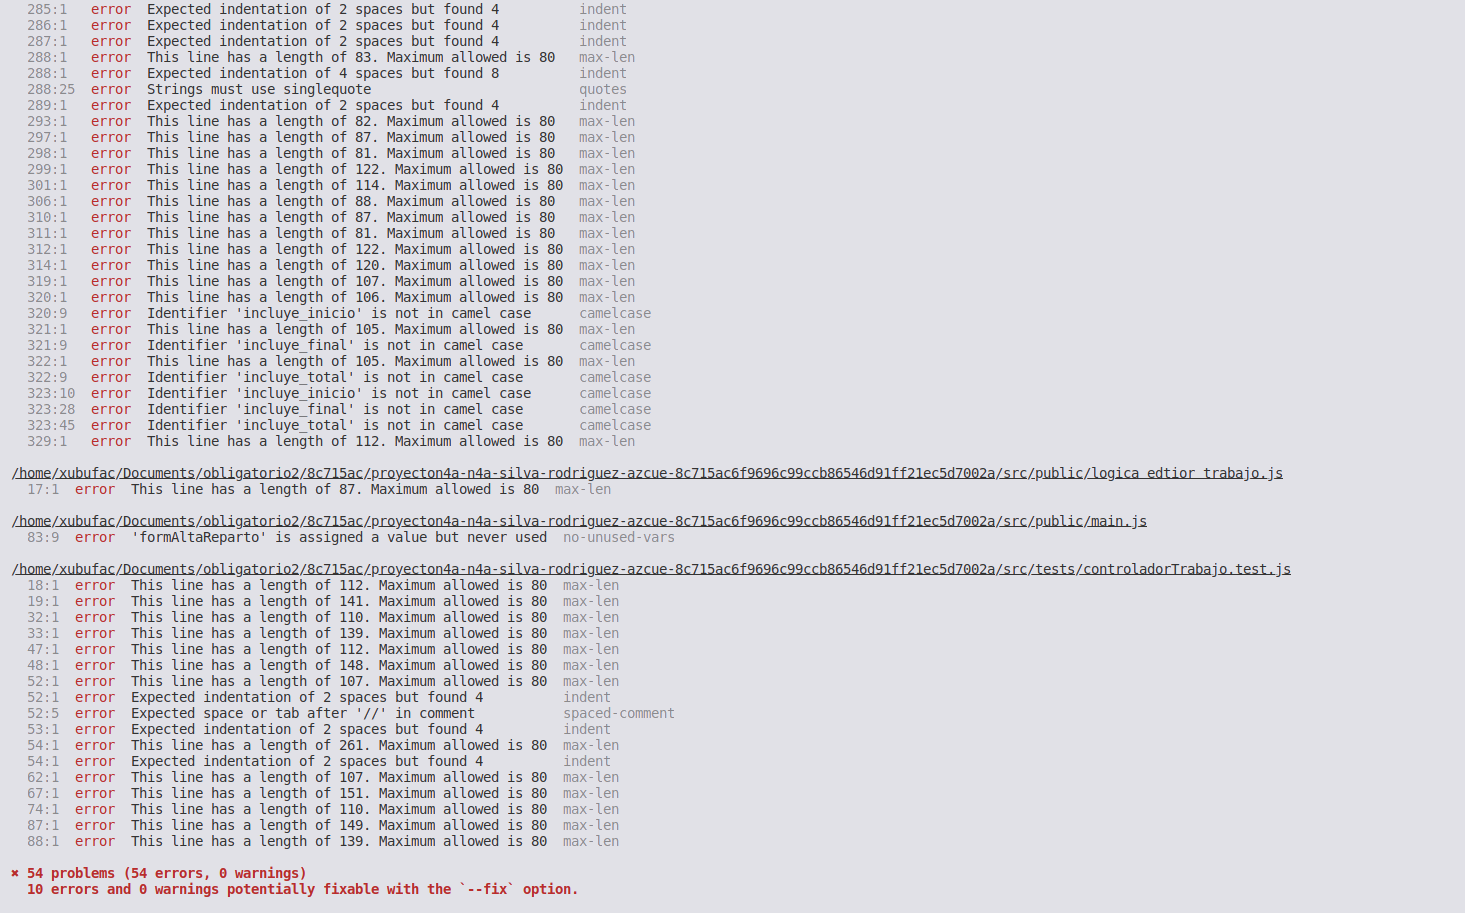 285:1 error Expected indentation of 2 spaces but found 4 indent
286:1 error Expected indentation of 2 spaces but found 4 indent
287:1 error Expected indentation of 2 spaces but found 4 indent
288:1 error This line has a length of 83. Maximum allowed is 80 max-len
288:1 error Expected indentation of 4 spaces but found 8 indent
288:25 error Strings must use singlequote quotes
289:1 error Expected indentation of 2 spaces but found 4 indent
293:1 error This line has a length of 82. Maximum allowed is 80 max-len
297:1 error This line has a length of 87. Maximum allowed is 80 max-len
298:1 error This line has a length of 81. Maximum allowed is 80 max-len
299:1 error This line has a length of 122. Maximum allowed is 80 max-len
301:1 error This line has a length of 114. Maximum allowed is 80 max-len
306:1 error This line has a length of 88. Maximum allowed is 80 max-len
310:1 error This line has a length of 87. Maximum allowed is 80 max-len
311:1 error This line has a length of 81. Maximum allowed is 80 max-len
312:1 error This line has a length of 122. Maximum allowed is 80 max-len
314:1 error This line has a length of 120. Maximum allowed is 80 max-len
319:1 error This line has a length of 107. Maximum allowed is 80 max-len
320:1 error This line has a length of 106. Maximum allowed is 80 max-len
320:9 error Identifier 'incluye_inicio' is not in camel case camelcase
321:1 error This line has a length of 105. Maximum allowed is 80 max-len
321:9 error Identifier 'incluye_final' is not in camel case camelcase
322:1 error This line has a length of 105. Maximum allowed is 80 max-len
322:9 error Identifier 'incluye_total' is not in camel case camelcase
323:10 error Identifier 'incluye_inicio' is not in camel case camelcase
323:28 error Identifier 'incluye_final' is not in camel case camelcase
323:45 error Identifier 'incluye_total' is not in camel case camelcase
329:1 error This line has a length of 112. Maximum allowed is 80 max-len
/home/xubufac/Documents/obligatorio2/8c715ac/proyecton4a-n4a-silva-rodriguez-azcue-8c715ac6f9696c99ccb86546d91ff21ec5d7002a/src/public/logica_edtior_trabajo.js
17:1 error This line has a length of 87. Maximum allowed is 80 max-len
/home/xubufac/Documents/obligatorio2/8c715ac/proyecton4a-n4a-silva-rodriguez-azcue-8c715ac6f9696c99ccb86546d91ff21ec5d7002a/src/public/main.js
83:9 error 'formAltaReparto' is assigned a value but never used no-unused-vars
/home/xubufac/Documents/obligatorio2/8c715ac/proyecton4a-n4a-silva-rodriguez-azcue-8c715ac6f9696c99ccb86546d91ff21ec5d7002a/src/tests/controladorTrabajo.test.js
18:1 error This line has a length of 112. Maximum allowed is 80 max-len
19:1 error This line has a length of 141. Maximum allowed is 80 max-len
32:1 error This line has a length of 110. Maximum allowed is 80 max-len
33:1 error This line has a length of 139. Maximum allowed is 80 max-len
47:1 error This line has a length of 112. Maximum allowed is 80 max-len
48:1 error This line has a length of 148. Maximum allowed is 80 max-len
52:1 error This line has a length of 107. Maximum allowed is 80 max-len
52:1 error Expected indentation of 2 spaces but found 4 indent
52:5 error Expected space or tab after '//' in comment spaced-comment
53:1 error Expected indentation of 2 spaces but found 4 indent
54:1 error This line has a length of 261. Maximum allowed is 80 max-len
54:1 error Expected indentation of 2 spaces but found 4 indent
62:1 error This line has a length of 107. Maximum allowed is 80 max-len
67:1 error This line has a length of 151. Maximum allowed is 80 max-len
74:1 error This line has a length of 110. Maximum allowed is 80 max-len
87:1 error This line has a length of 149. Maximum allowed is 80 max-len
88:1 error This line has a length of 139. Maximum allowed is 80 max-len
✖ 54 problems (54 errors, 0 warnings)
10 errors and 0 warnings potentially fixable with the `--fix` option.